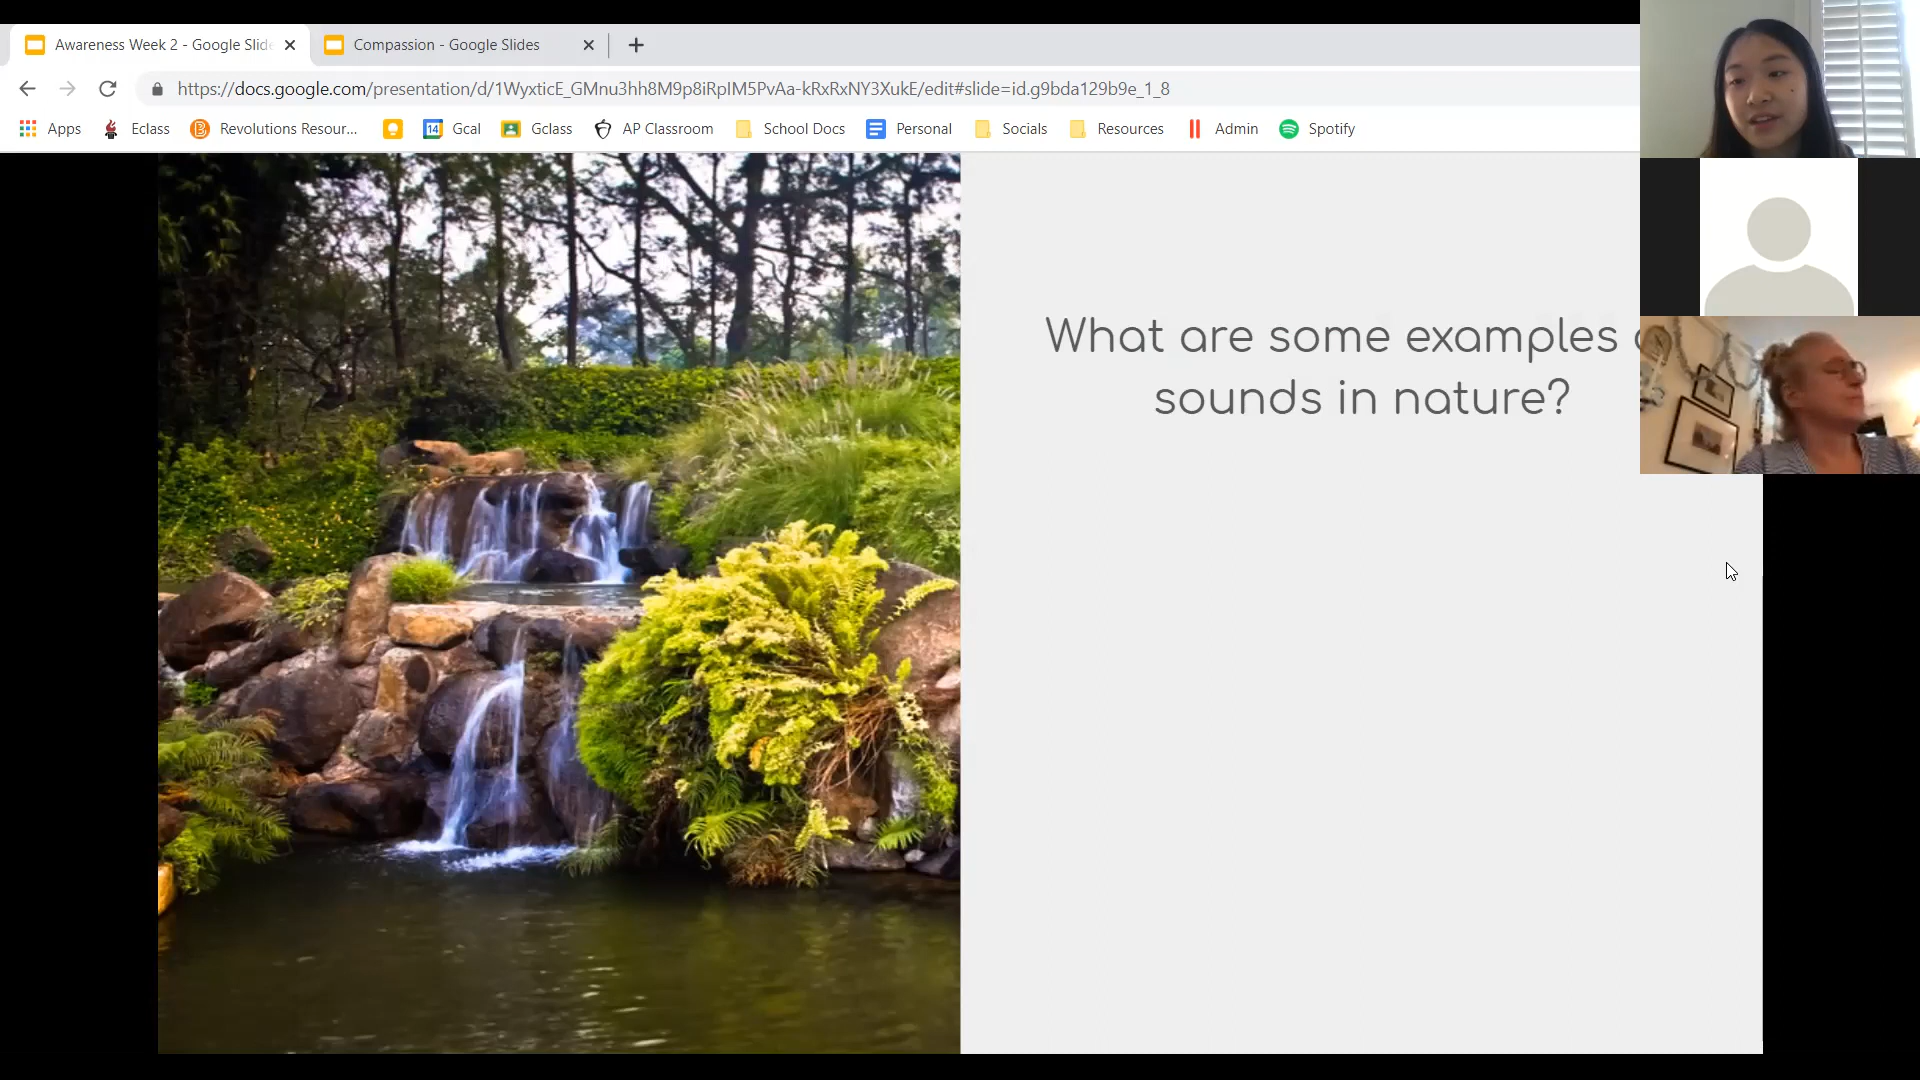 Awareness Week 2 - Google Slide
Compassion - Google Slides
https://docs.google.com/presentation/d/1WyxticE_GMnu3hh8M9p8iRpIM5PvAa-kRxRxNY3XukE/edit#slide=id.g9bda129b9e_1_8
Apps Eclass Revolutions Resour... 14 Gcal Gclass AP Classroom School Docs Personal Socials Resources Admin Spotify
What are some examples
sounds in nature?